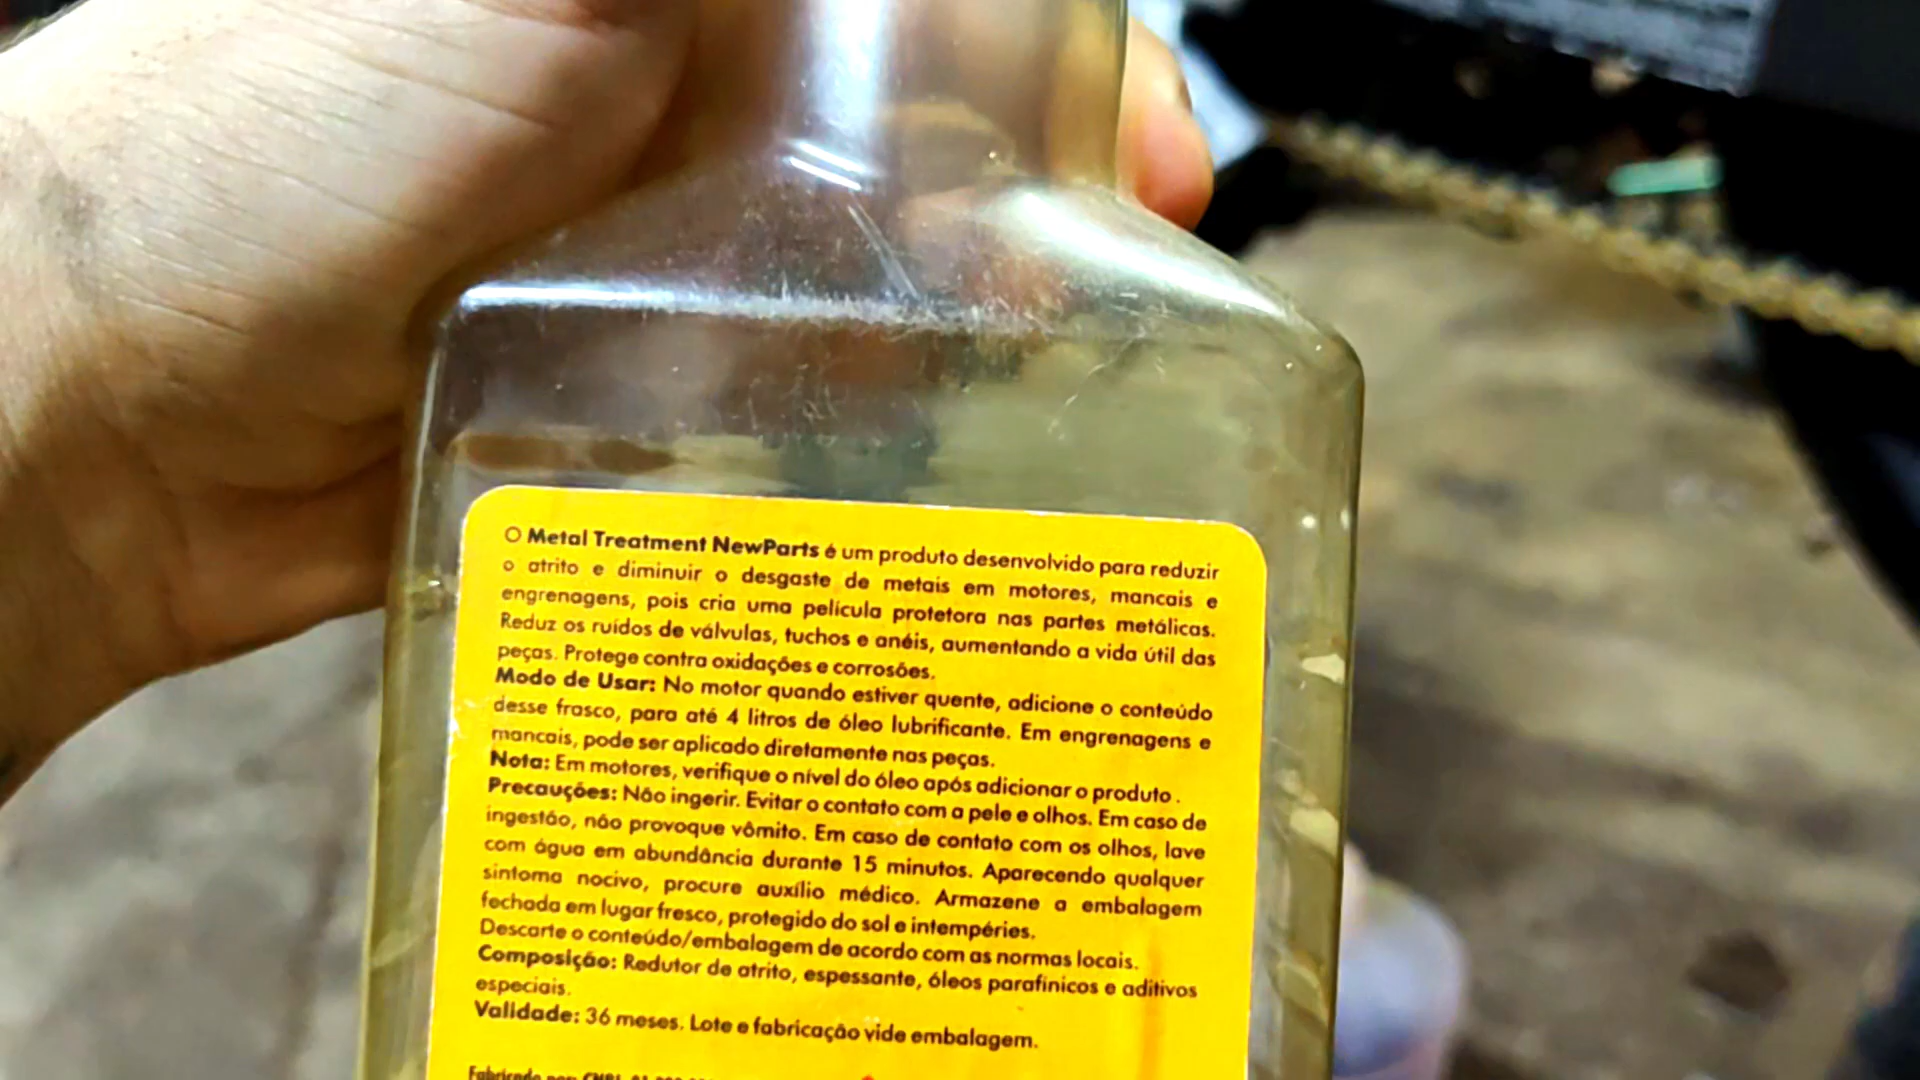 O Metal Treatment NewParts é um produto desenvolvido para reduzir
o atrito e diminuir o desgaste de metais em motores, mancais e
engrenagens, pois cria uma película protetora nas partes metálicas.
Reduz os ruídos de válvulas, tuchos e anéis, aumentando a vida útil das
peças. Protege contra oxidações e corrosões.
Modo de Usar: No motor quando estiver quente, adicione o conteúdo
desse frasco, para até 4 litros de óleo lubrificante. Em engrenagens e
mancais, pode ser aplicado diretamente nas peças.
Nota: Em motores, verifique o nível do óleo após adicionar o produto .
Precauções: Não ingerir. Evitar o contato com a pele e olhos. Em caso de
ingestão, não provoque vômito. Em caso de contato com os olhos, lave
com água em abundância durante 15 minutos. Aparecendo qualquer
sintoma nocivo, procure auxílio médico. Armazene a embalagem
fechada em lugar fresco, protegido do sol e intempéries.
Descarte o conteúdo/embalagem de acordo com as normas locais.
Composição: Redutor de atrito, espessante, óleos parafinicos e aditivos
especiais.
Validade: 36 meses. Lote e fabricação vide embalagem.
Fabricado por: CNPJ